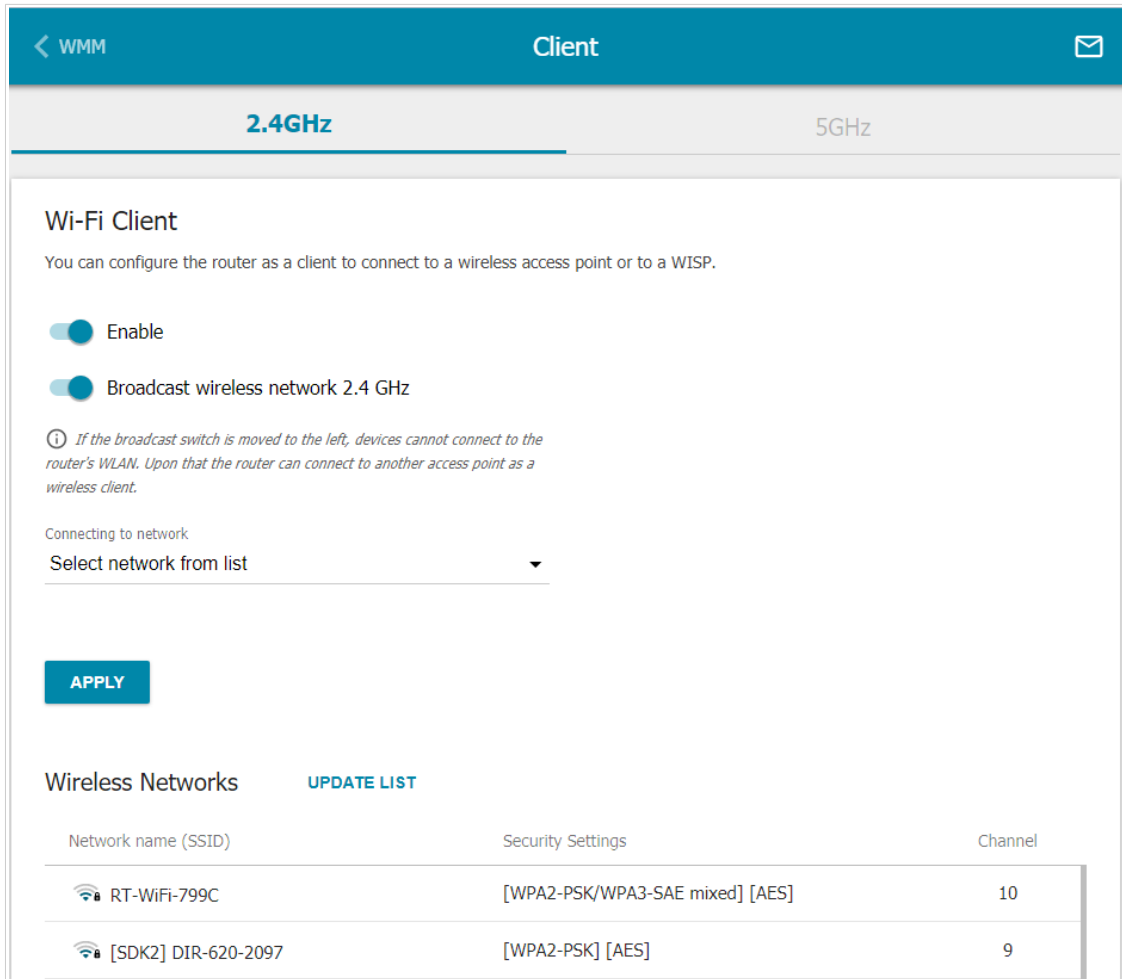 WMM
Client
2.4GHz
5GHz
Wi-Fi Client
You can configure the router as a client to connect to a wireless access point or to a WISP.
Enable
Broadcast wireless network 2.4 GHz
If the broadcast switch is moved to the left, devices cannot connect to the
router's WLAN. Upon that the router can connect to another access point as a
wireless client.
Connecting to network
Select network from list
APPLY
Wireless Networks UPDATE LIST
Network name (SSID) Security Settings Channel
RT-WiFi-799C [WPA2-PSK/WPA3-SAE mixed] [AES] 10
[SDK2] DIR-620-2097 [WPA2-PSK] [AES] 9